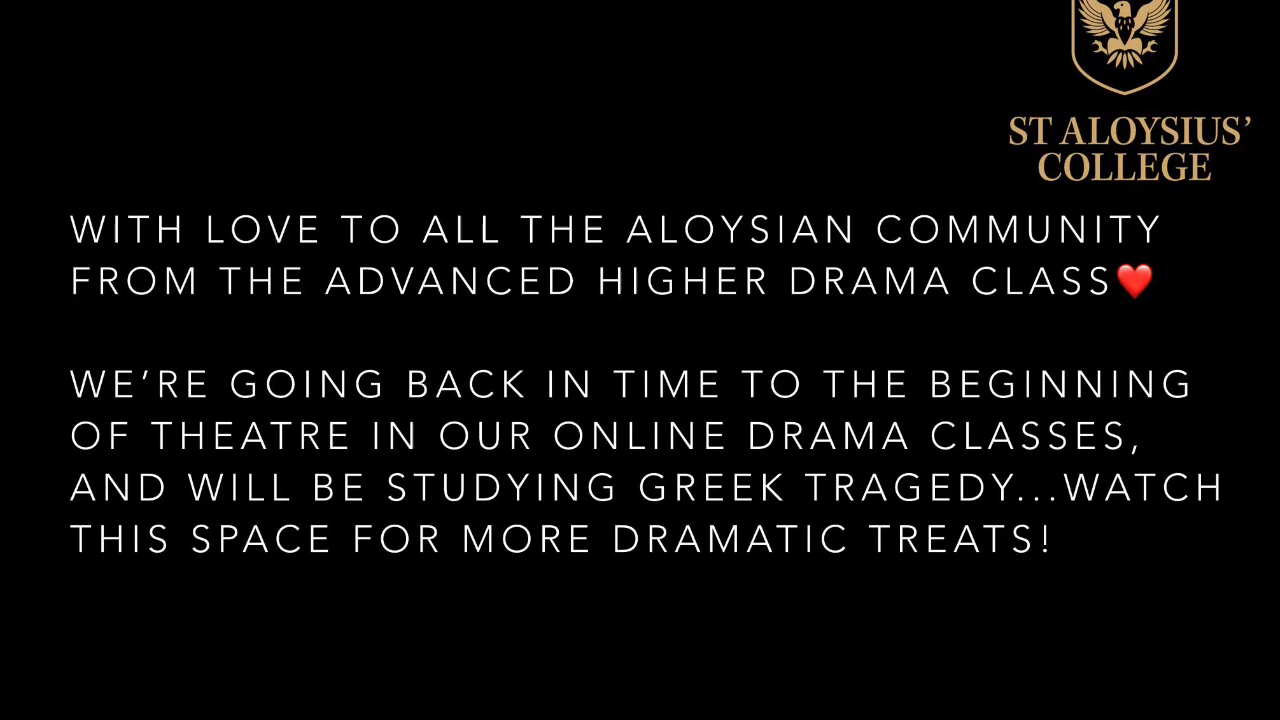 ST ALOYSIUS’
COLLEGE
WITH LOVE TO ALL THE ALOYSIAN COMMUNITY
FROM THE ADVANCED HIGHER DRAMA CLASS❤️
WE’RE GOING BACK IN TIME TO THE BEGINNING
OF THEATRE IN OUR ONLINE DRAMA CLASSES,
AND WILL BE STUDYING GREEK TRAGEDY...WATCH
THIS SPACE FOR MORE DRAMATIC TREATS!